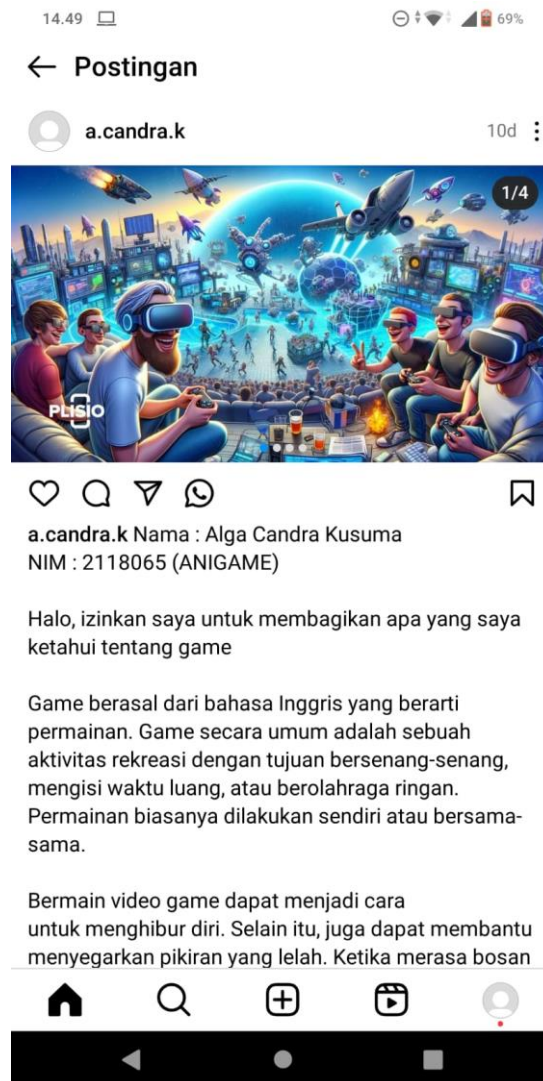 14.49
69%
Postingan
a.candra.k
10d
1/4
PLISIO
a.candra.k Nama : Alga Candra Kusuma
NIM : 2118065 (ANIGAME)
Halo, izinkan saya untuk membagikan apa yang saya
ketahui tentang game
Game berasal dari bahasa Inggris yang berarti
permainan. Game secara umum adalah sebuah
aktivitas rekreasi dengan tujuan bersenang-senang,
mengisi waktu luang, atau berolahraga ringan.
Permainan biasanya dilakukan sendiri atau bersama-
sama.
Bermain video game dapat menjadi cara
untuk menghibur diri. Selain itu, juga dapat membantu
menyegarkan pikiran yang lelah. Ketika merasa bosan